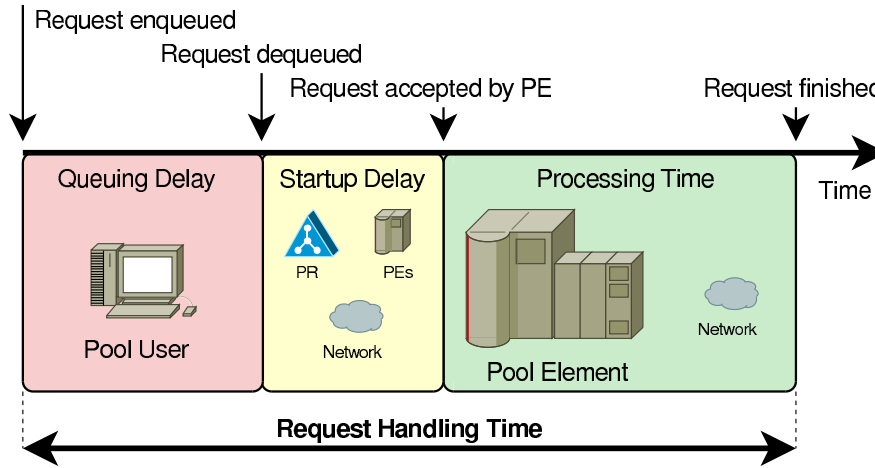 Request enqueued
Request dequeued
Request accepted by PE
Request finished
Queuing Delay
Startup Delay
Processing Time
Time
PR
PEs
Network
Network
Pool User
Pool Element
Request Handling Time